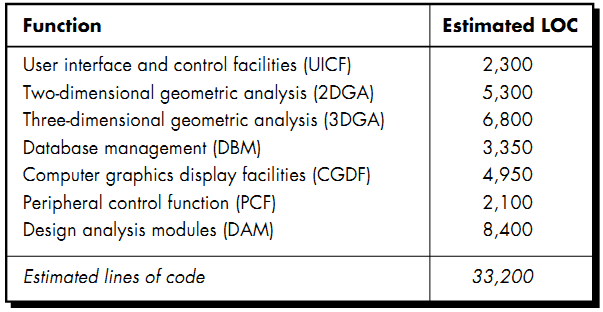 Function Estimated LOC
User interface and control facilities (UICF) 2,300
Two-dimensional geometric analysis (2DGA) 5,300
Three-dimensional geometric analysis (3DGA) 6,800
Database management (DBM) 3,350
Computer graphics display facilities (CGDF) 4,950
Peripheral control function (PCF) 2,100
Design analysis modules (DAM) 8,400
Estimated lines of code 33,200